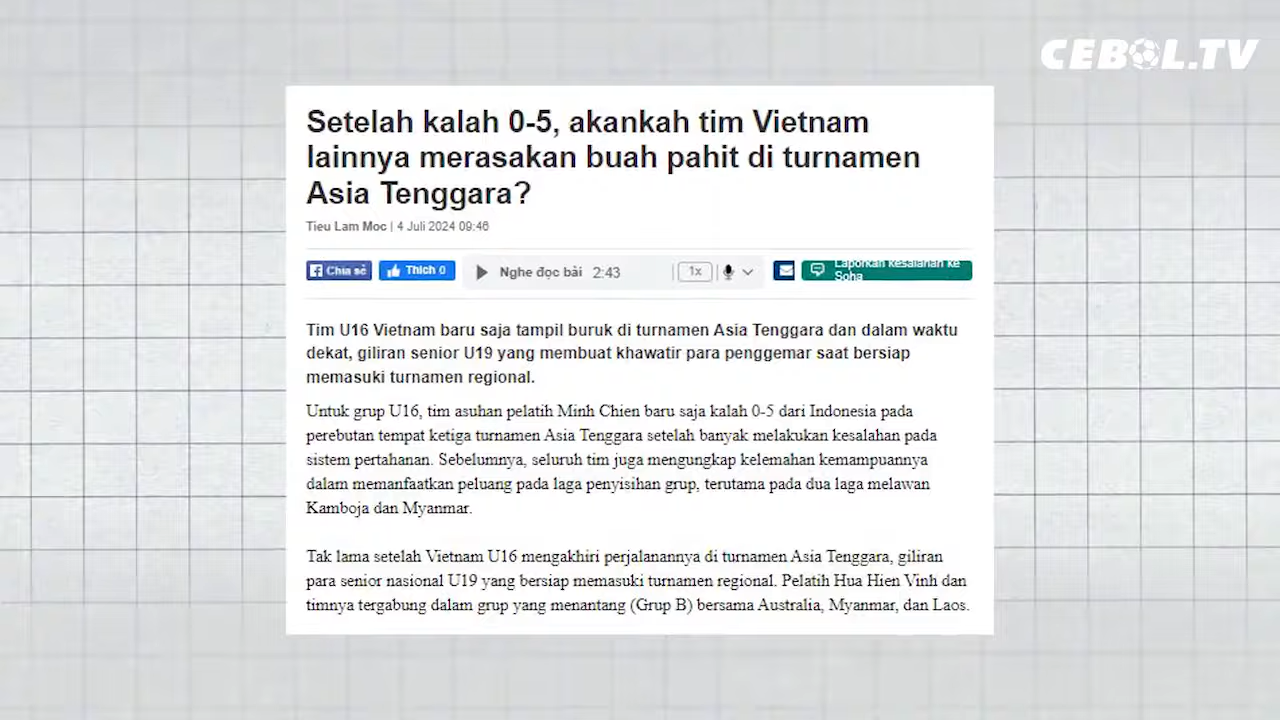 CEBOL.TV
Setelah kalah 0-5, akankah tim Vietnam
lainnya merasakan buah pahit di turnamen
Asia Tenggara?
Tieu Lam Moc | 4 Juli 2024 09:46
Chia sẻ
Thích 0
Nghe đọc bài 2:43
1x
Laporkan kesalahan ke
Soha
Tim U16 Vietnam baru saja tampil buruk di turnamen Asia Tenggara dan dalam waktu
dekat, giliran senior U19 yang membuat khawatir para penggemar saat bersiap
memasuki turnamen regional.
Untuk grup U16, tim asuhan pelatih Minh Chien baru saja kalah 0-5 dari Indonesia pada
perebutan tempat ketiga turnamen Asia Tenggara setelah banyak melakukan kesalahan pada
sistem pertahanan. Sebelumnya, seluruh tim juga mengungkap kelemahan kemampuannya
dalam memanfaatkan peluang pada laga penyisihan grup, terutama pada dua laga melawan
Kamboja dan Myanmar.
Tak lama setelah Vietnam U16 mengakhiri perjalanannya di turnamen Asia Tenggara, giliran
para senior nasional U19 yang bersiap memasuki turnamen regional. Pelatih Hua Hien Vinh dan
timnya tergabung dalam grup yang menantang (Grup B) bersama Australia, Myanmar, dan Laos.